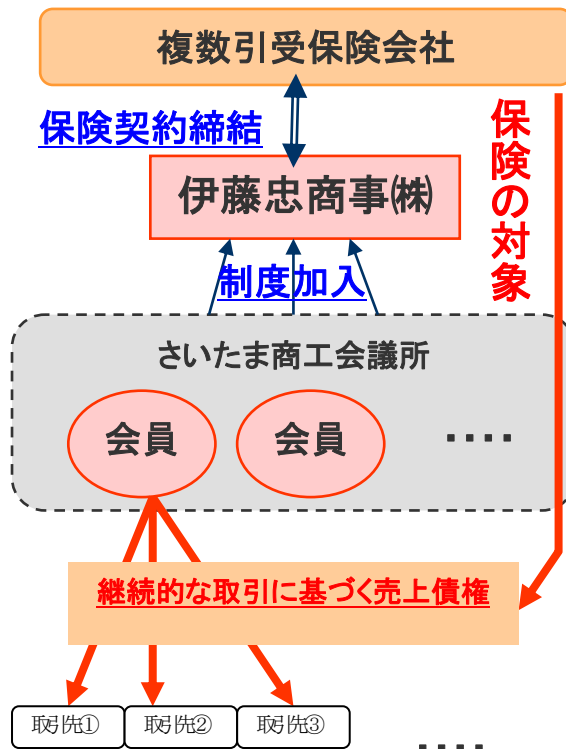 複数引受保険会社
保険契約締結
保険の対象
伊藤忠商事㈱
制度加入
さいたま商工会議所
会員
会員
・・・・
継続的な取引に基づく売上債権
取引先①
取引先②
取引先③
・・・・